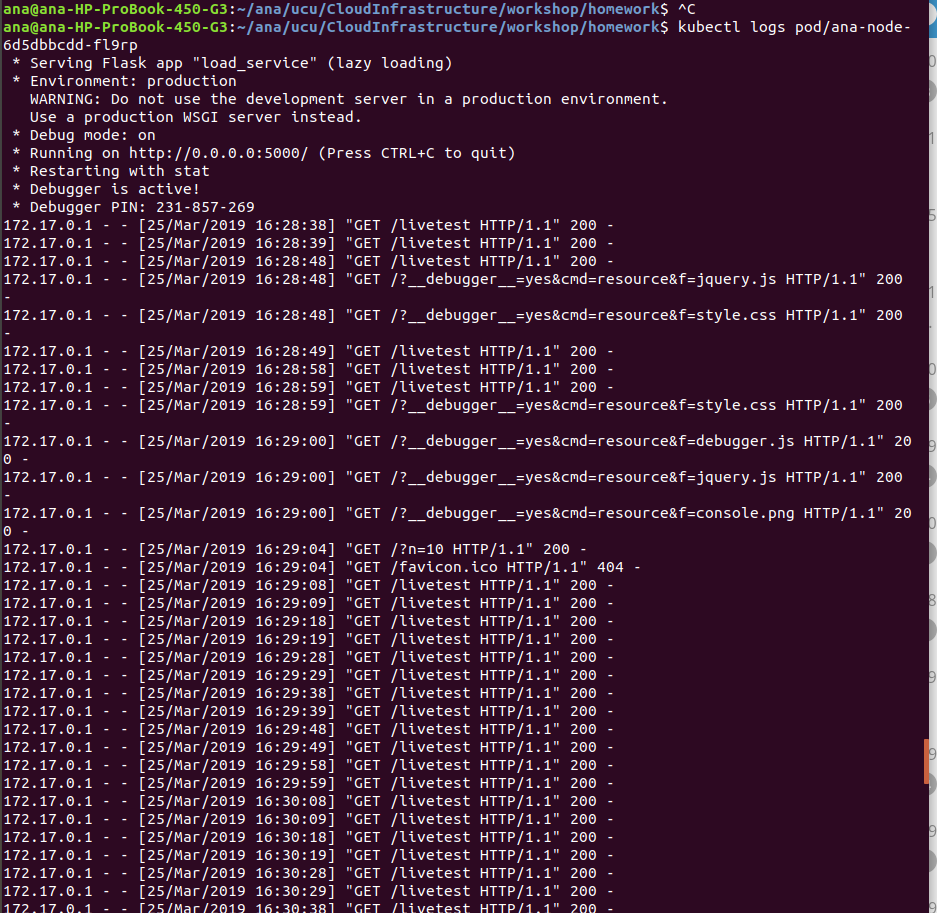 ana@ana-HP-ProBook-450-G3:~/ana/ucu/CloudInfrastructure/workshop/homework$ ^C
ana@ana-HP-ProBook-450-G3:~/ana/ucu/CloudInfrastructure/workshop/homework$ kubectl logs pod/ana-node-
6d5dbbcdd-fl9rp
 * Serving Flask app "load_service" (lazy loading)
 * Environment: production
   WARNING: Do not use the development server in a production environment.
   Use a production WSGI server instead.
 * Debug mode: on
 * Running on http://0.0.0.0:5000/ (Press CTRL+C to quit)
 * Restarting with stat
 * Debugger is active!
 * Debugger PIN: 231-857-269
172.17.0.1 - - [25/Mar/2019 16:28:38] "GET /livetest HTTP/1.1" 200 -
172.17.0.1 - - [25/Mar/2019 16:28:39] "GET /livetest HTTP/1.1" 200 -
172.17.0.1 - - [25/Mar/2019 16:28:48] "GET /livetest HTTP/1.1" 200 -
172.17.0.1 - - [25/Mar/2019 16:28:48] "GET /?__debugger__=yes&cmd=resource&f=jquery.js HTTP/1.1" 200
-
172.17.0.1 - - [25/Mar/2019 16:28:48] "GET /?__debugger__=yes&cmd=resource&f=style.css HTTP/1.1" 200
-
172.17.0.1 - - [25/Mar/2019 16:28:49] "GET /livetest HTTP/1.1" 200 -
172.17.0.1 - - [25/Mar/2019 16:28:58] "GET /livetest HTTP/1.1" 200 -
172.17.0.1 - - [25/Mar/2019 16:28:59] "GET /livetest HTTP/1.1" 200 -
172.17.0.1 - - [25/Mar/2019 16:28:59] "GET /?__debugger__=yes&cmd=resource&f=style.css HTTP/1.1" 200
-
172.17.0.1 - - [25/Mar/2019 16:29:00] "GET /?__debugger__=yes&cmd=resource&f=debugger.js HTTP/1.1" 20
0 -
172.17.0.1 - - [25/Mar/2019 16:29:00] "GET /?__debugger__=yes&cmd=resource&f=jquery.js HTTP/1.1" 200
-
172.17.0.1 - - [25/Mar/2019 16:29:00] "GET /?__debugger__=yes&cmd=resource&f=console.png HTTP/1.1" 20
0 -
172.17.0.1 - - [25/Mar/2019 16:29:04] "GET /?n=10 HTTP/1.1" 200 -
172.17.0.1 - - [25/Mar/2019 16:29:04] "GET /favicon.ico HTTP/1.1" 404 -
172.17.0.1 - - [25/Mar/2019 16:29:08] "GET /livetest HTTP/1.1" 200 -
172.17.0.1 - - [25/Mar/2019 16:29:09] "GET /livetest HTTP/1.1" 200 -
172.17.0.1 - - [25/Mar/2019 16:29:18] "GET /livetest HTTP/1.1" 200 -
172.17.0.1 - - [25/Mar/2019 16:29:19] "GET /livetest HTTP/1.1" 200 -
172.17.0.1 - - [25/Mar/2019 16:29:28] "GET /livetest HTTP/1.1" 200 -
172.17.0.1 - - [25/Mar/2019 16:29:29] "GET /livetest HTTP/1.1" 200 -
172.17.0.1 - - [25/Mar/2019 16:29:38] "GET /livetest HTTP/1.1" 200 -
172.17.0.1 - - [25/Mar/2019 16:29:39] "GET /livetest HTTP/1.1" 200 -
172.17.0.1 - - [25/Mar/2019 16:29:48] "GET /livetest HTTP/1.1" 200 -
172.17.0.1 - - [25/Mar/2019 16:29:49] "GET /livetest HTTP/1.1" 200 -
172.17.0.1 - - [25/Mar/2019 16:29:58] "GET /livetest HTTP/1.1" 200 -
172.17.0.1 - - [25/Mar/2019 16:29:59] "GET /livetest HTTP/1.1" 200 -
172.17.0.1 - - [25/Mar/2019 16:30:08] "GET /livetest HTTP/1.1" 200 -
172.17.0.1 - - [25/Mar/2019 16:30:09] "GET /livetest HTTP/1.1" 200 -
172.17.0.1 - - [25/Mar/2019 16:30:18] "GET /livetest HTTP/1.1" 200 -
172.17.0.1 - - [25/Mar/2019 16:30:19] "GET /livetest HTTP/1.1" 200 -
172.17.0.1 - - [25/Mar/2019 16:30:28] "GET /livetest HTTP/1.1" 200 -
172.17.0.1 - - [25/Mar/2019 16:30:29] "GET /livetest HTTP/1.1" 200 -
172.17.0.1 - - [25/Mar/2019 16:30:38] "GET /livetest HTTP/1.1" 200 -